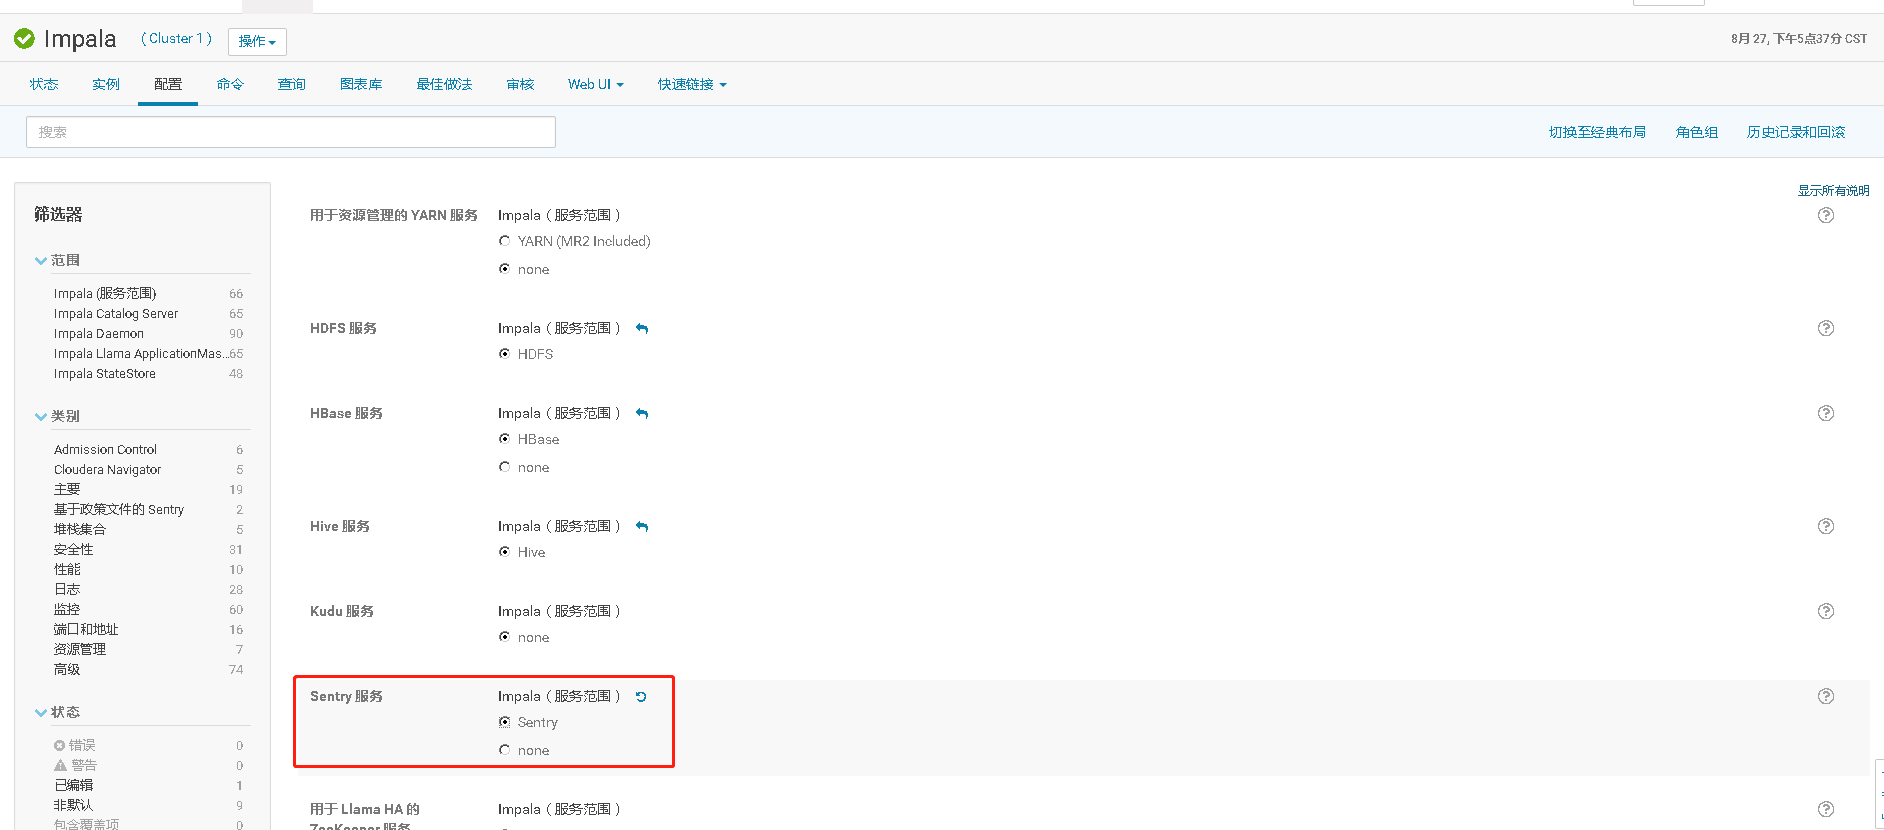 Impala (Cluster 1) 操作
8月 27, 下午5点37分 CST
状态 实例 配置 命令 查询 图表库 最佳做法 审核 Web UI 快速链接
搜索
切换至经典布局 角色组 历史记录和回滚
显示所有说明
筛选器
范围
Impala (服务范围) 66
Impala Catalog Server 65
Impala Daemon 90
Impala Llama ApplicationMas... 65
Impala StateStore 48
类别
Admission Control 6
Cloudera Navigator 5
主要 19
基于政策文件的 Sentry 2
堆栈集合 5
安全性 31
性能 10
日志 28
监控 60
端口和地址 16
资源管理 7
高级 74
状态
错误 0
警告 0
已编辑 1
非默认 9
包含覆盖项 0
用于资源管理的 YARN 服务 Impala(服务范围)
YARN (MR2 Included)
none
HDFS 服务 Impala(服务范围)
HDFS
HBase 服务 Impala(服务范围)
HBase
none
Hive 服务 Impala(服务范围)
Hive
Kudu 服务 Impala(服务范围)
none
Sentry 服务 Impala(服务范围)
Sentry
none
用于 Llama HA 的 Impala(服务范围)
ZooKeeper 服务